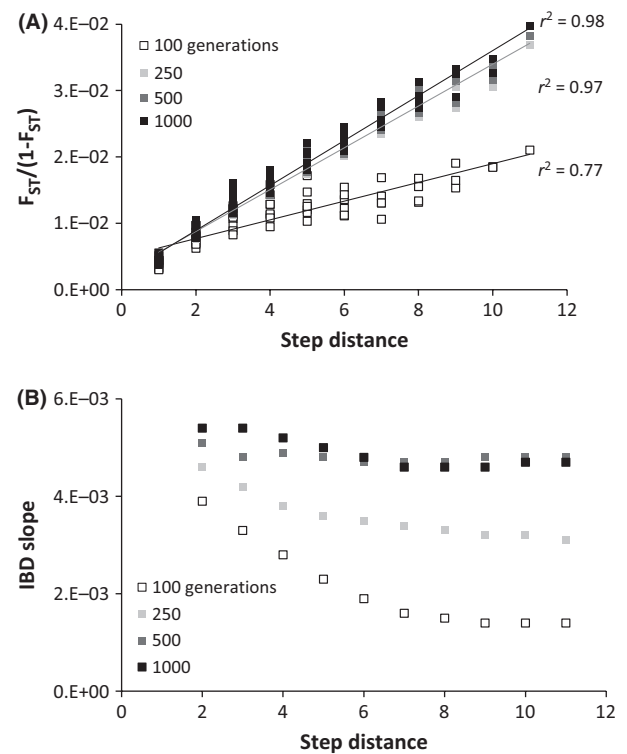 (A)
4.E–02
3.E–02
2.E–02
1.E–02
0.E+00
F_ST/(1-F_ST)
100 generations
250
500
1000
r² = 0.98
r² = 0.97
r² = 0.77
0 2 4 6 8 10 12
Step distance
(B)
6.E–03
4.E–03
2.E–03
0.E+00
IBD slope
100 generations
250
500
1000
0 2 4 6 8 10 12
Step distance